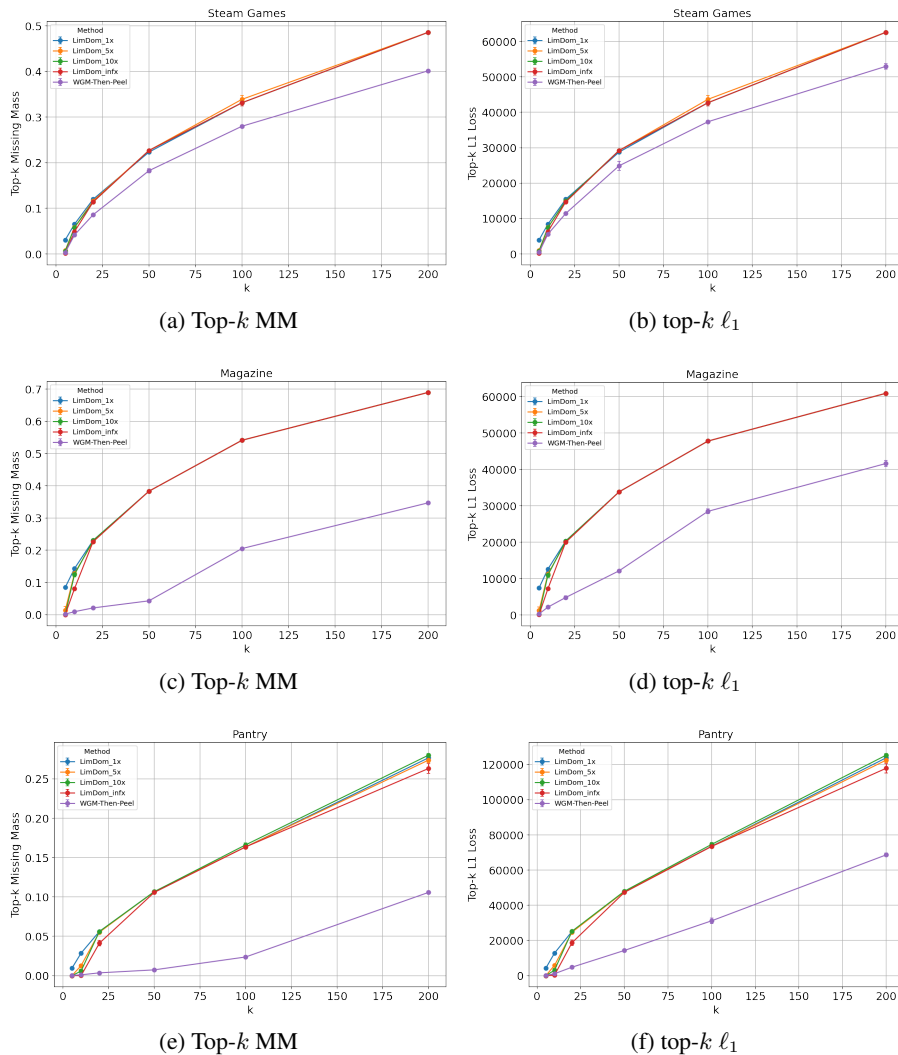 Steam Games
Top-k Missing Mass
0.5
0.4
0.3
0.2
0.1
0.0
Method
LimDom_1x
LimDom_5x
LimDom_10x
LimDom_infx
WGM-Then-Peel
0 25 50 75 100 125 150 175 200
k
(a) Top-k MM
Steam Games
Top-k L1 Loss
60000
50000
40000
30000
20000
10000
0
Method
LimDom_1x
LimDom_5x
LimDom_10x
LimDom_infx
WGM-Then-Peel
0 25 50 75 100 125 150 175 200
k
(b) top-k ℓ1
Magazine
Top-k Missing Mass
0.7
0.6
0.5
0.4
0.3
0.2
0.1
0.0
Method
LimDom_1x
LimDom_5x
LimDom_10x
LimDom_infx
WGM-Then-Peel
0 25 50 75 100 125 150 175 200
k
(c) Top-k MM
Magazine
Top-k L1 Loss
60000
50000
40000
30000
20000
10000
0
Method
LimDom_1x
LimDom_5x
LimDom_10x
LimDom_infx
WGM-Then-Peel
0 25 50 75 100 125 150 175 200
k
(d) top-k ℓ1
Pantry
Top-k Missing Mass
0.25
0.20
0.15
0.10
0.05
0.00
Method
LimDom_1x
LimDom_5x
LimDom_10x
LimDom_infx
WGM-Then-Peel
0 25 50 75 100 125 150 175 200
k
(e) Top-k MM
Pantry
Top-k L1 Loss
120000
100000
80000
60000
40000
20000
0
Method
LimDom_1x
LimDom_5x
LimDom_10x
LimDom_infx
WGM-Then-Peel
0 25 50 75 100 125 150 175 200
k
(f) top-k ℓ1